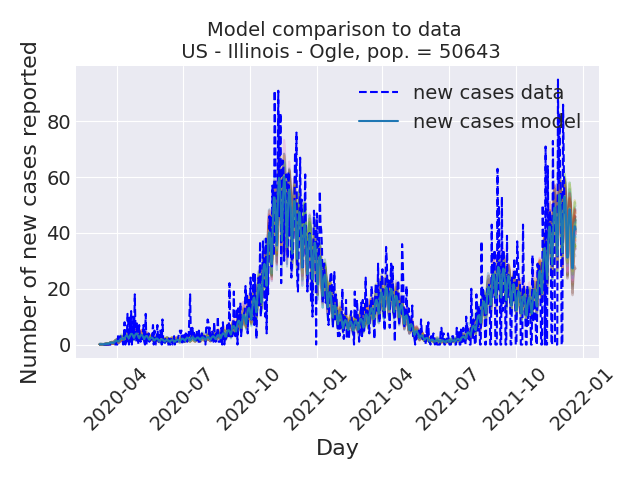 Model comparison to data
US - Illinois - Ogle, pop. = 50643
new cases data
new cases model
Number of new cases reported
80
60
40
20
0
2020-04
2020-07
2020-10
2021-01
2021-04
2021-07
2021-10
2022-01
Day